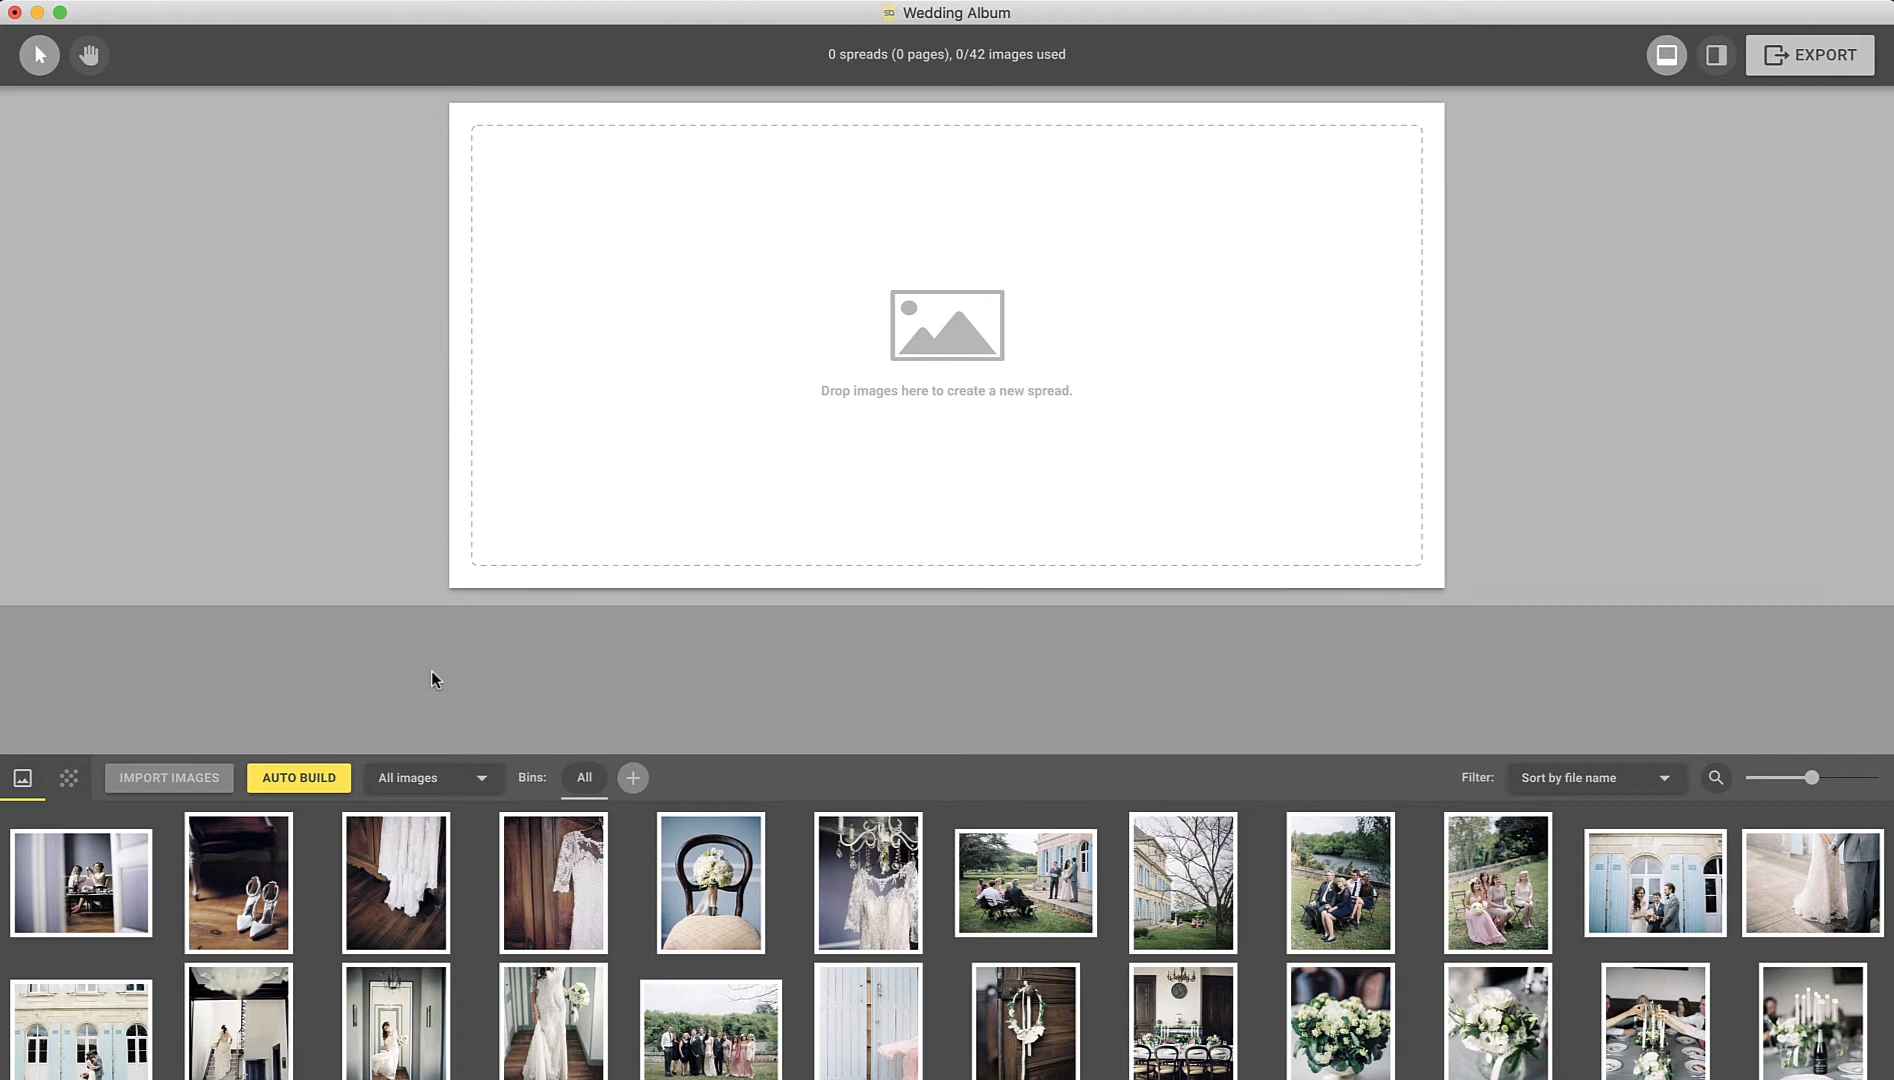 Wedding Album
0 spreads (0 pages), 0/42 images used
EXPORT
Drop images here to create a new spread.
IMPORT IMAGES
AUTO BUILD
All images
Bins:
All
Filter:
Sort by file name